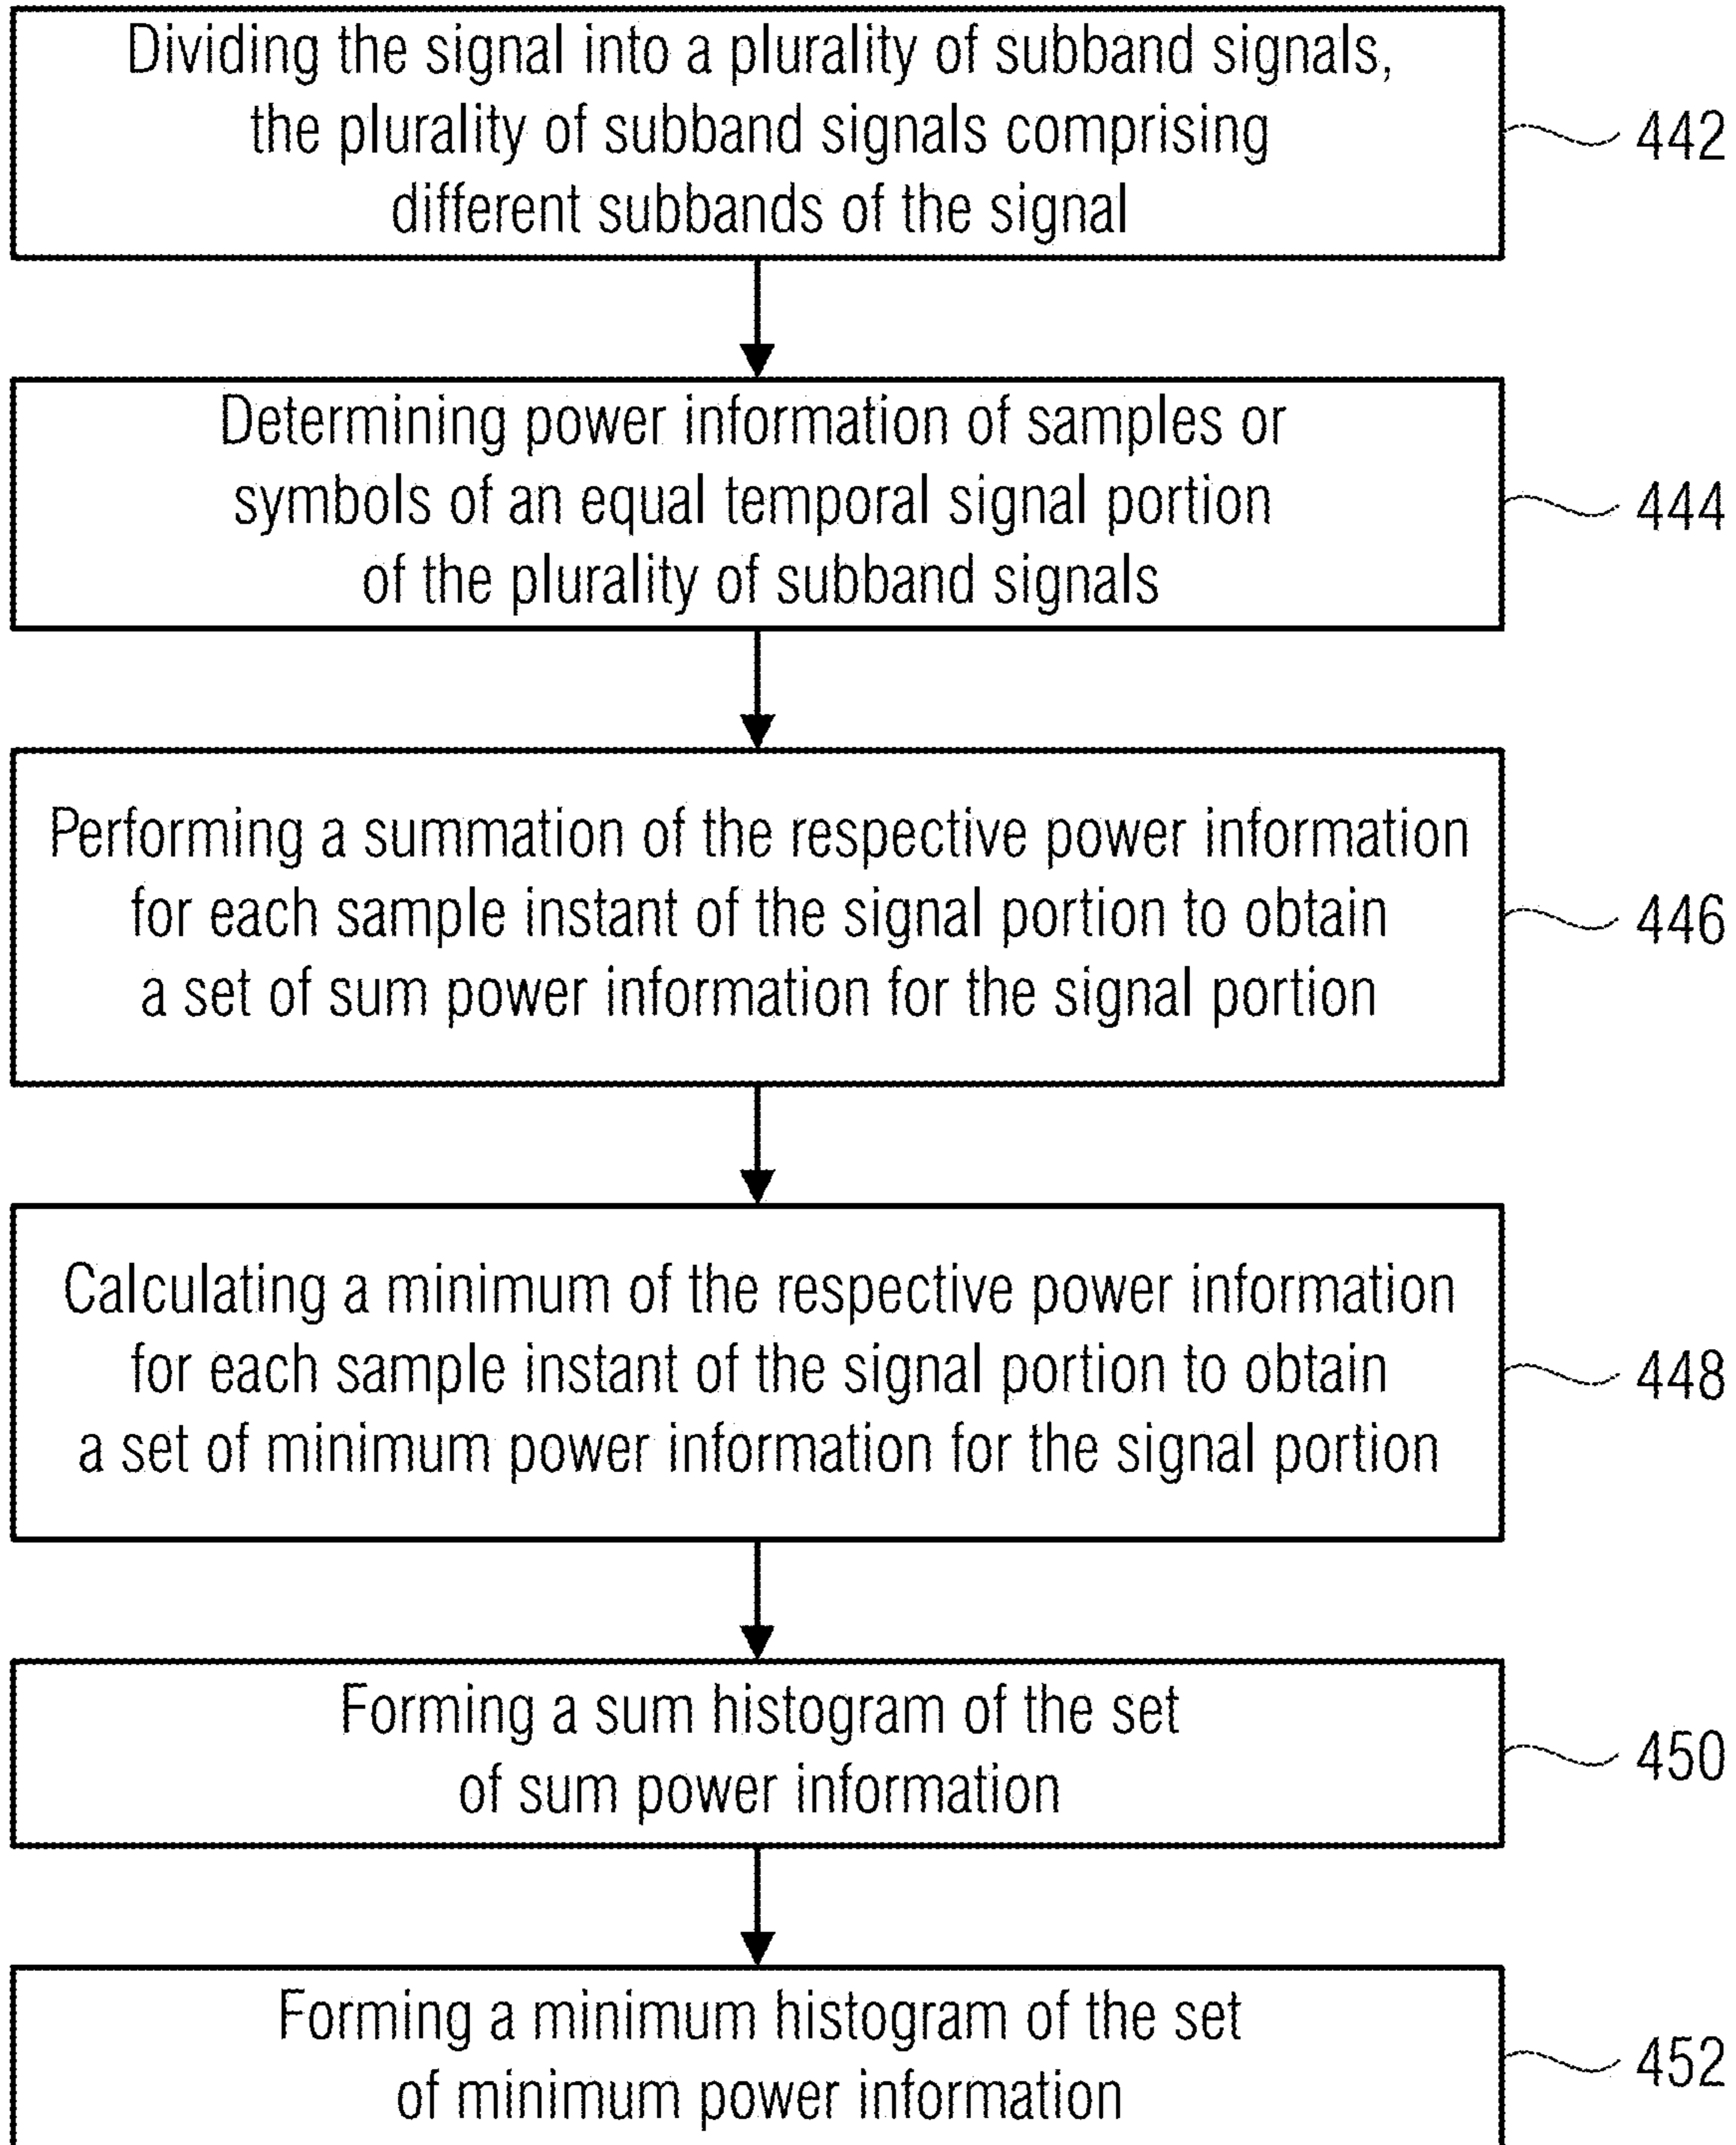 Dividing the signal into a plurality of subband signals,
the plurality of subband signals comprising
different subbands of the signal
442
Determining power information of samples or
symbols of an equal temporal signal portion
of the plurality of subband signals
444
Performing a summation of the respective power information
for each sample instant of the signal portion to obtain
a set of sum power information for the signal portion
446
Calculating a minimum of the respective power information
for each sample instant of the signal portion to obtain
a set of minimum power information for the signal portion
448
Forming a sum histogram of the set
of sum power information
450
Forming a minimum histogram of the set
of minimum power information
452